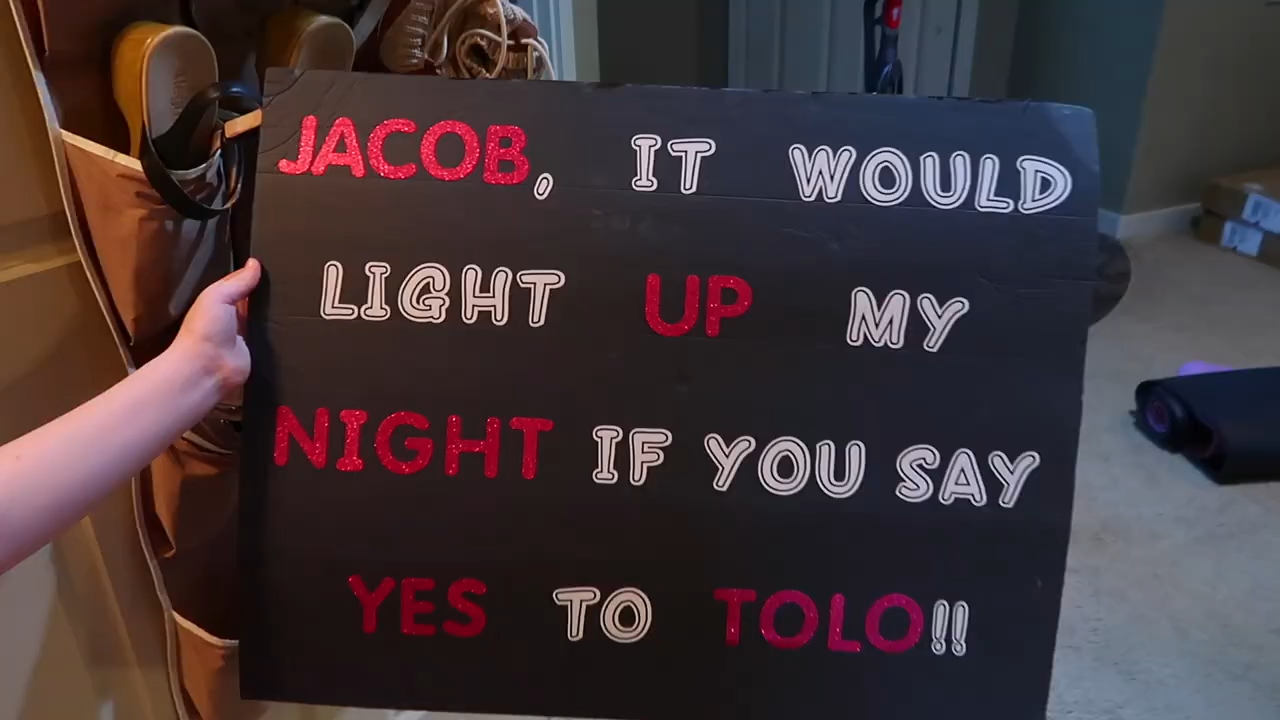 JACOB, IT WOULD
LIGHT UP MY
NIGHT IF YOU SAY
YES TO TOLO!!